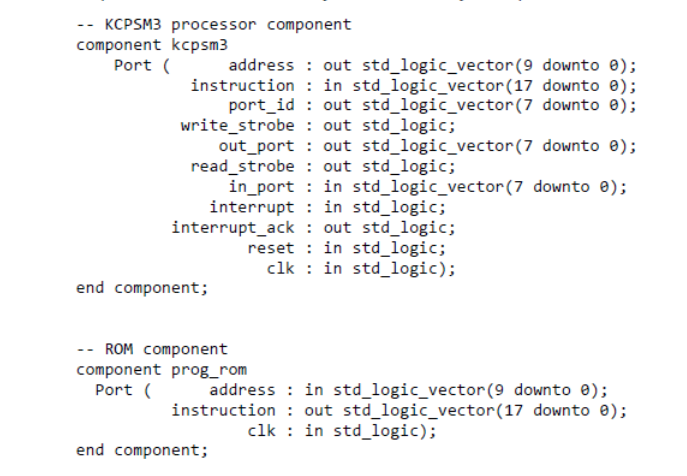 -- KCPSM3 processor component
component kcpsm3
Port ( address : out std_logic_vector(9 downto 0);
instruction : in std_logic_vector(17 downto 0);
port_id : out std_logic_vector(7 downto 0);
write_strobe : out std_logic;
out_port : out std_logic_vector(7 downto 0);
read_strobe : out std_logic;
in_port : in std_logic_vector(7 downto 0);
interrupt : in std_logic;
interrupt_ack : out std_logic;
reset : in std_logic;
clk : in std_logic);
end component;
-- ROM component
component prog_rom
Port ( address : in std_logic_vector(9 downto 0);
instruction : out std_logic_vector(17 downto 0);
clk : in std_logic);
end component;